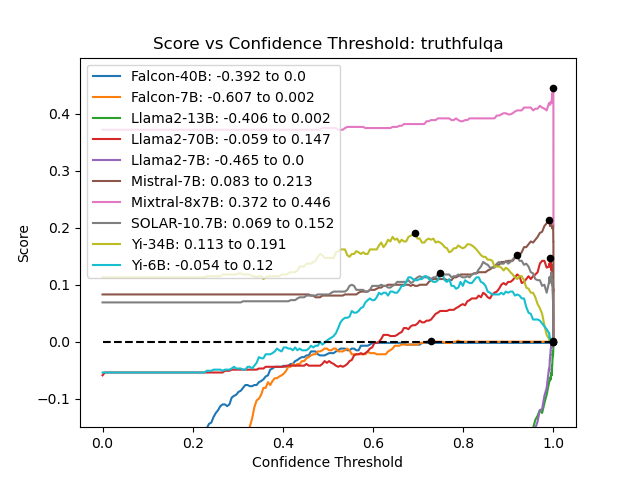 Score vs Confidence Threshold: truthfulqa
Falcon-40B: -0.392 to 0.0
Falcon-7B: -0.607 to 0.002
Llama2-13B: -0.406 to 0.002
Llama2-70B: -0.059 to 0.147
Llama2-7B: -0.465 to 0.0
Mistral-7B: 0.083 to 0.213
Mixtral-8x7B: 0.372 to 0.446
SOLAR-10.7B: 0.069 to 0.152
Yi-34B: 0.113 to 0.191
Yi-6B: -0.054 to 0.12
Score
0.4
0.3
0.2
0.1
0.0
−0.1
0.0 0.2 0.4 0.6 0.8 1.0
Confidence Threshold